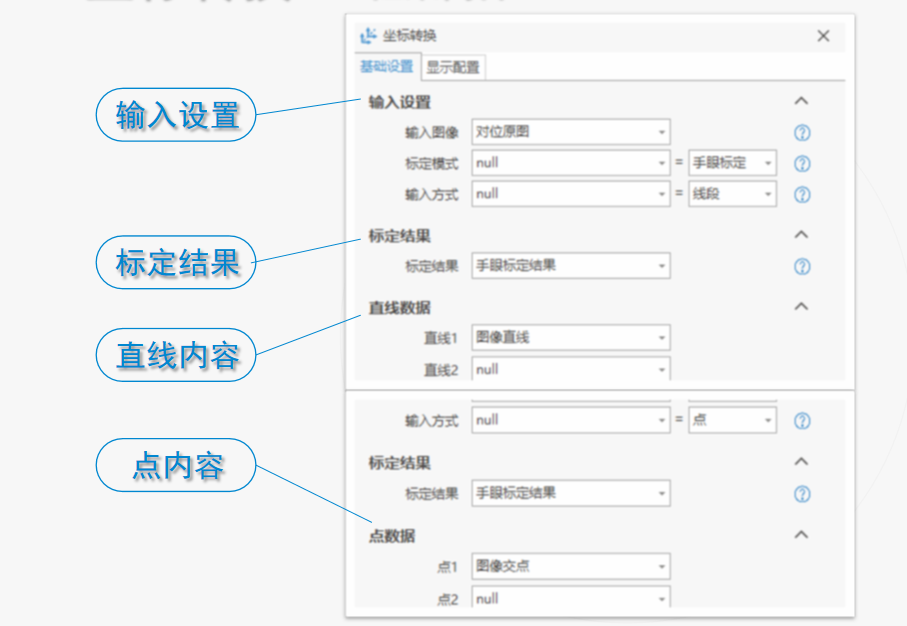 坐标转换
基础设置 显示配置
输入设置
输入设置
输入图像 对位原图
标定模式 null = 手眼标定
输入方式 null = 线段
标定结果
标定结果
标定结果 手眼标定结果
直线内容
直线数据
直线1 图像直线
直线2 null
输入方式 null = 点
点内容
标定结果
标定结果 手眼标定结果
点数据
点1 图像交点
点2 null